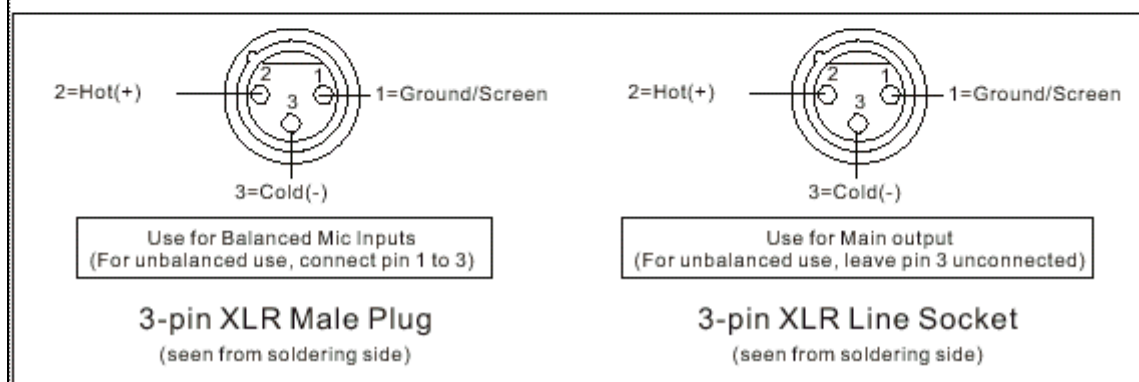 2
1
2=Hot(+)
3
1=Ground/Screen
3=Cold(-)
Use for Balanced Mic Inputs
(For unbalanced use, connect pin 1 to 3)
3-pin XLR Male Plug
(seen from soldering side)
2
1
2=Hot(+)
3
1=Ground/Screen
3=Cold(-)
Use for Main output
(For unbalanced use, leave pin 3 unconnected)
3-pin XLR Line Socket
(seen from soldering side)